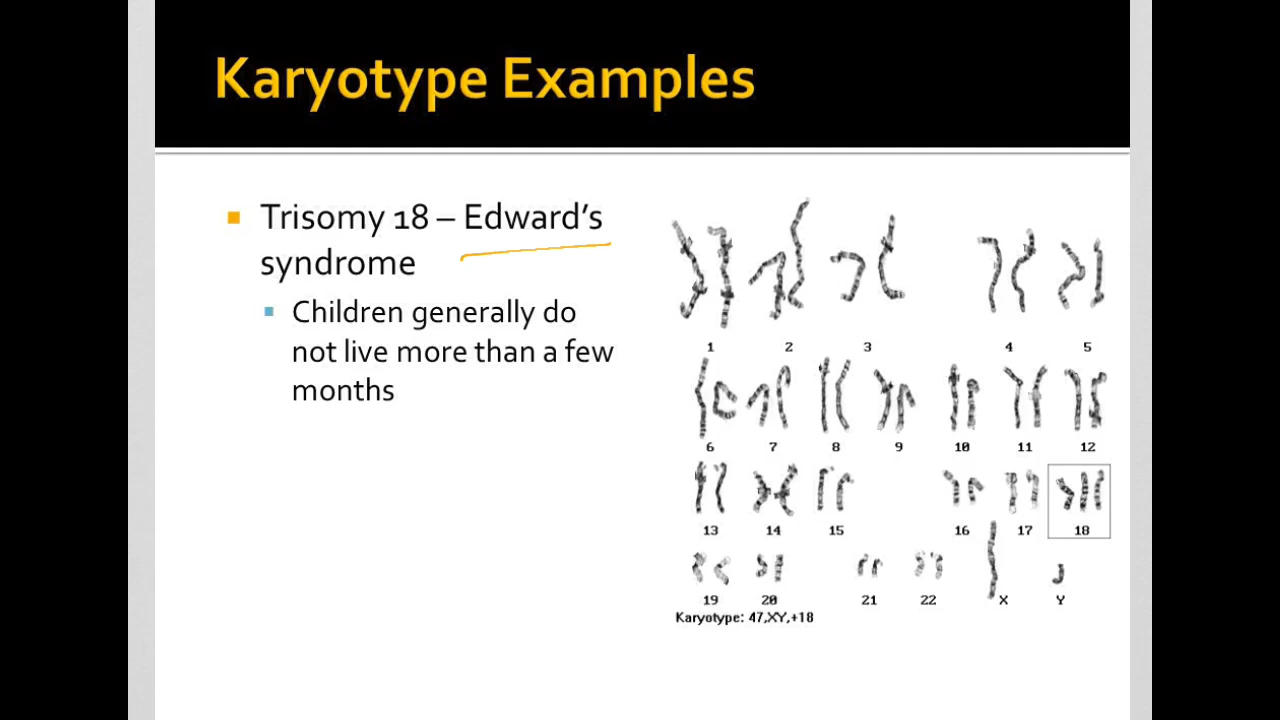 Karyotype Examples
Trisomy 18 – Edward's
syndrome
Children generally do
not live more than a few
months
1 2 3 4 5
6 7 8 9 10 11 12
13 14 15 16 17 18
19 20 21 22 X Y
Karyotype: 47,XY,+18